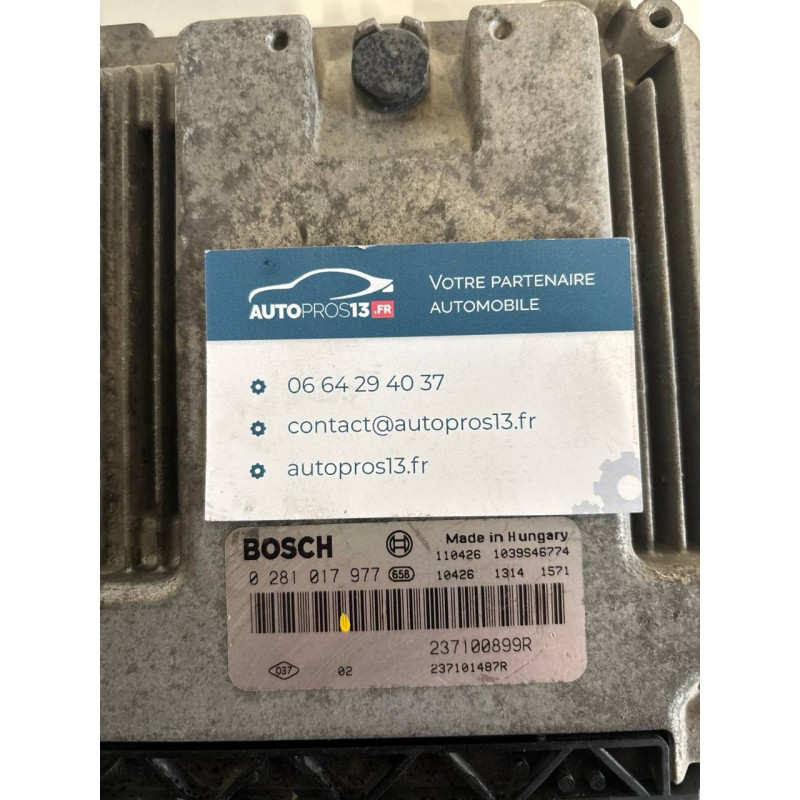 AUTOPROS13.FR
VOTRE PARTENAIRE
AUTOMOBILE
06 64 29 40 37
contact@autopros13.fr
autopros13.fr
BOSCH Made in Hungary
110426 1039S46774
0 281 017 977 658 10426 1314 1571
237100899R
037 02 237101487R